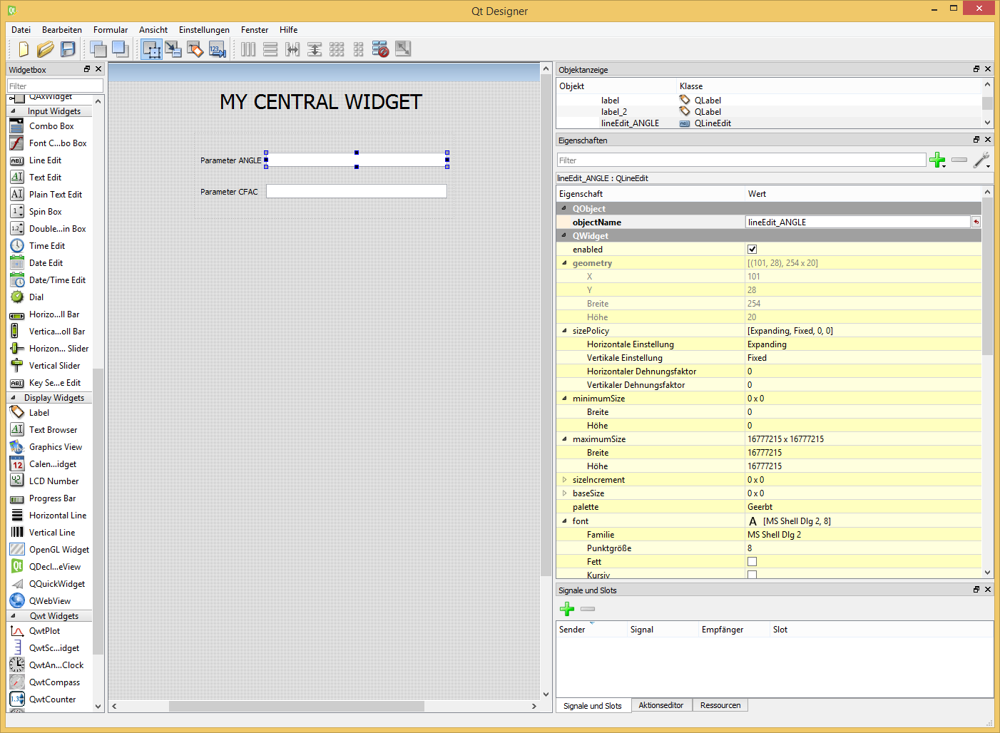 Qt Designer
Datei Bearbeiten Formular Ansicht Einstellungen Fenster Hilfe
Widgetbox
Filter
QAxWidget
Input Widgets
Combo Box
Font C...bo Box
Line Edit
Text Edit
Plain Text Edit
Spin Box
Double...in Box
Time Edit
Date Edit
Date/Time Edit
Dial
Horizo...ll Bar
Vertica...oll Bar
Horizon... Slider
Vertical Slider
Key Se...e Edit
Display Widgets
Label
Text Browser
Graphics View
Calen...idget
LCD Number
Progress Bar
Horizontal Line
Vertical Line
OpenGL Widget
QDecl...eView
QQuickWidget
QWebView
Qwt Widgets
QwtPlot
QwtSc...idget
QwtAn...Clock
QwtCompass
QwtCounter
MY CENTRAL WIDGET
Parameter ANGLE
Parameter CFAC
Objektanzeige
Objekt Klasse
label QLabel
label_2 QLabel
lineEdit_ANGLE QLineEdit
Eigenschaften
Filter
lineEdit_ANGLE : QLineEdit
Eigenschaft Wert
QObject
objectName lineEdit_ANGLE
QWidget
enabled
geometry [(101, 28), 254 x 20]
X 101
Y 28
Breite 254
Höhe 20
sizePolicy [Expanding, Fixed, 0, 0]
Horizontale Einstellung Expanding
Vertikale Einstellung Fixed
Horizontaler Dehnungsfaktor 0
Vertikaler Dehnungsfaktor 0
minimumSize 0 x 0
Breite 0
Höhe 0
maximumSize 16777215 x 16777215
Breite 16777215
Höhe 16777215
sizeIncrement 0 x 0
baseSize 0 x 0
palette Geerbt
font A [MS Shell Dlg 2, 8]
Familie MS Shell Dlg 2
Punktgröße 8
Fett
Kursiv
Signale und Slots
Sender Signal Empfänger Slot
Signale und Slots Aktionseditor Ressourcen